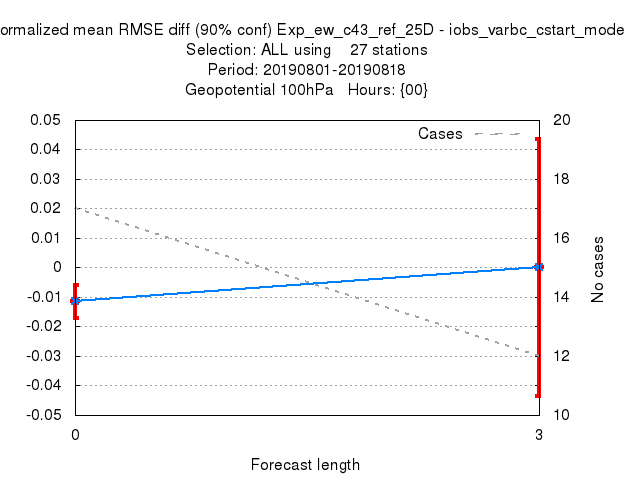 ormalized mean RMSE diff (90% conf) Exp_ew_c43_ref_25D - iobs_varbc_cstart_mode
Selection: ALL using 27 stations
Period: 20190801-20190818
Geopotential 100hPa Hours: {00}
Cases
0.05
0.04
0.03
0.02
0.01
0
-0.01
-0.02
-0.03
-0.04
-0.05
20
18
16
14
12
10
No cases
0
3
Forecast length